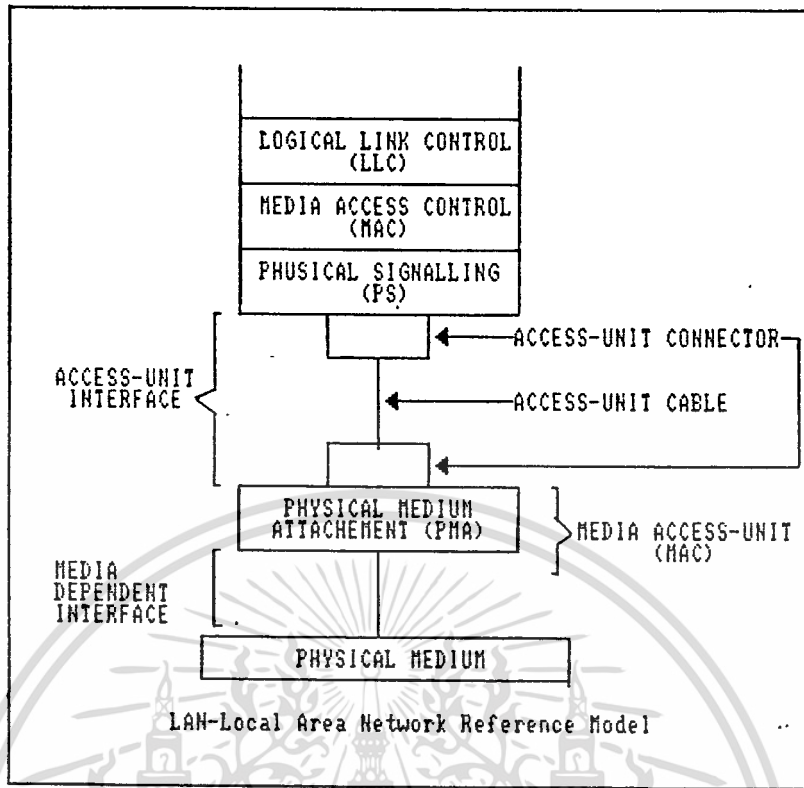 LOGICAL LINK CONTROL
(LLC)
MEDIA ACCESS CONTROL
(MAC)
PHUSICAL SIGNALLING
(PS)
ACCESS-UNIT CONNECTOR
ACCESS-UNIT
INTERFACE
ACCESS-UNIT CABLE
PHYSICAL MEDIUM
ATTACHEMENT (PMA)
MEDIA ACCESS-UNIT
(MAC)
MEDIA
DEPENDENT
INTERFACE
PHYSICAL MEDIUM
LAN-Local Area Network Reference Model